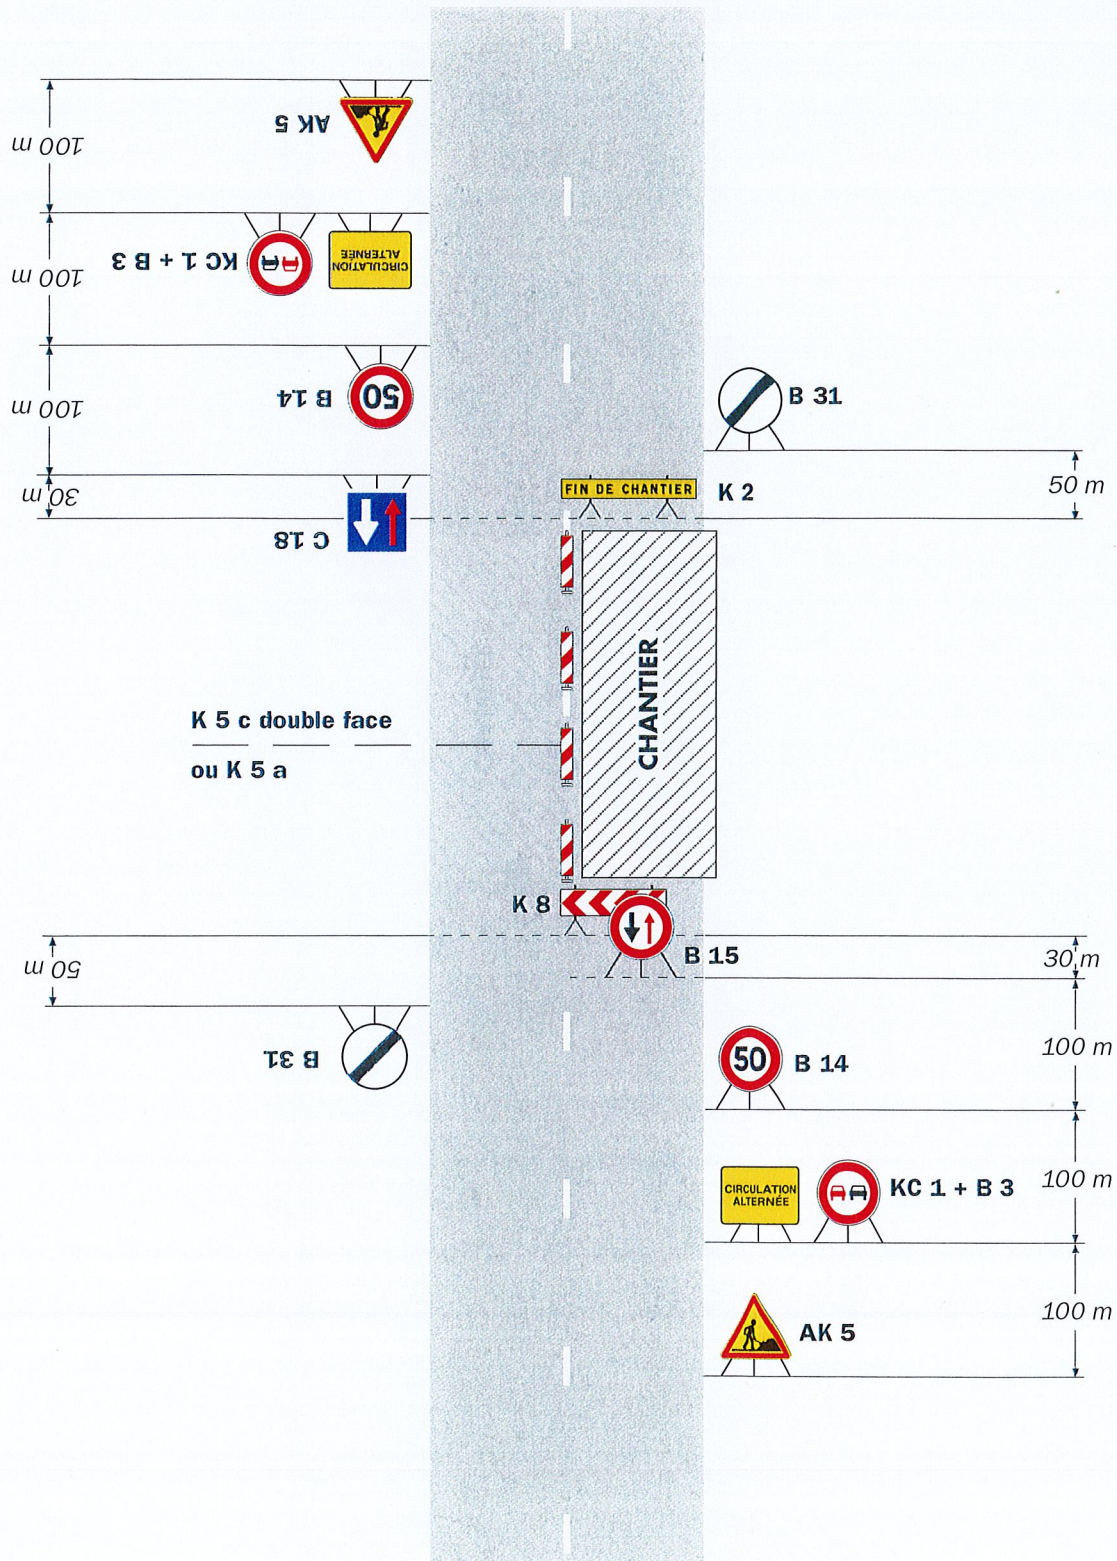 AK 5
100 m
KC 1 + B 3
CIRCULATION
ALTERNÉE
100 m
B 14
50
100 m
B 31
30 m
C 18
FIN DE CHANTIER
K 2
50 m
CHANTIER
K 5 c double face
ou K 5 a
K 8
B 15
50 m
30 m
B 31
50
B 14
100 m
CIRCULATION
ALTERNÉE
KC 1 + B 3
100 m
AK 5
100 m